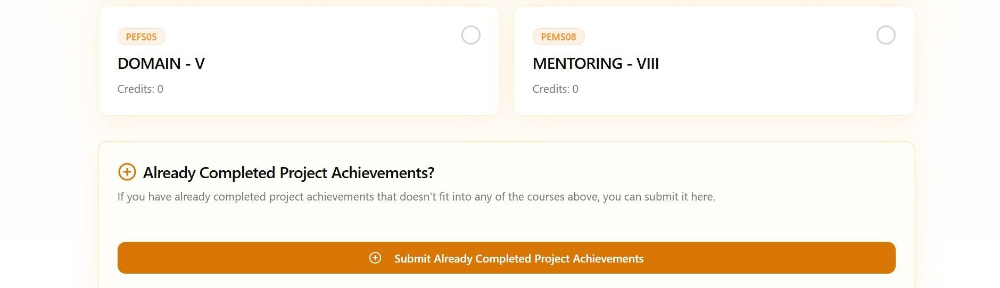 PEFS05
DOMAIN - V
Credits: 0
PEMS08
MENTORING - VIII
Credits: 0
Already Completed Project Achievements?
If you have already completed project achievements that doesn't fit into any of the courses above, you can submit it here.
Submit Already Completed Project Achievements